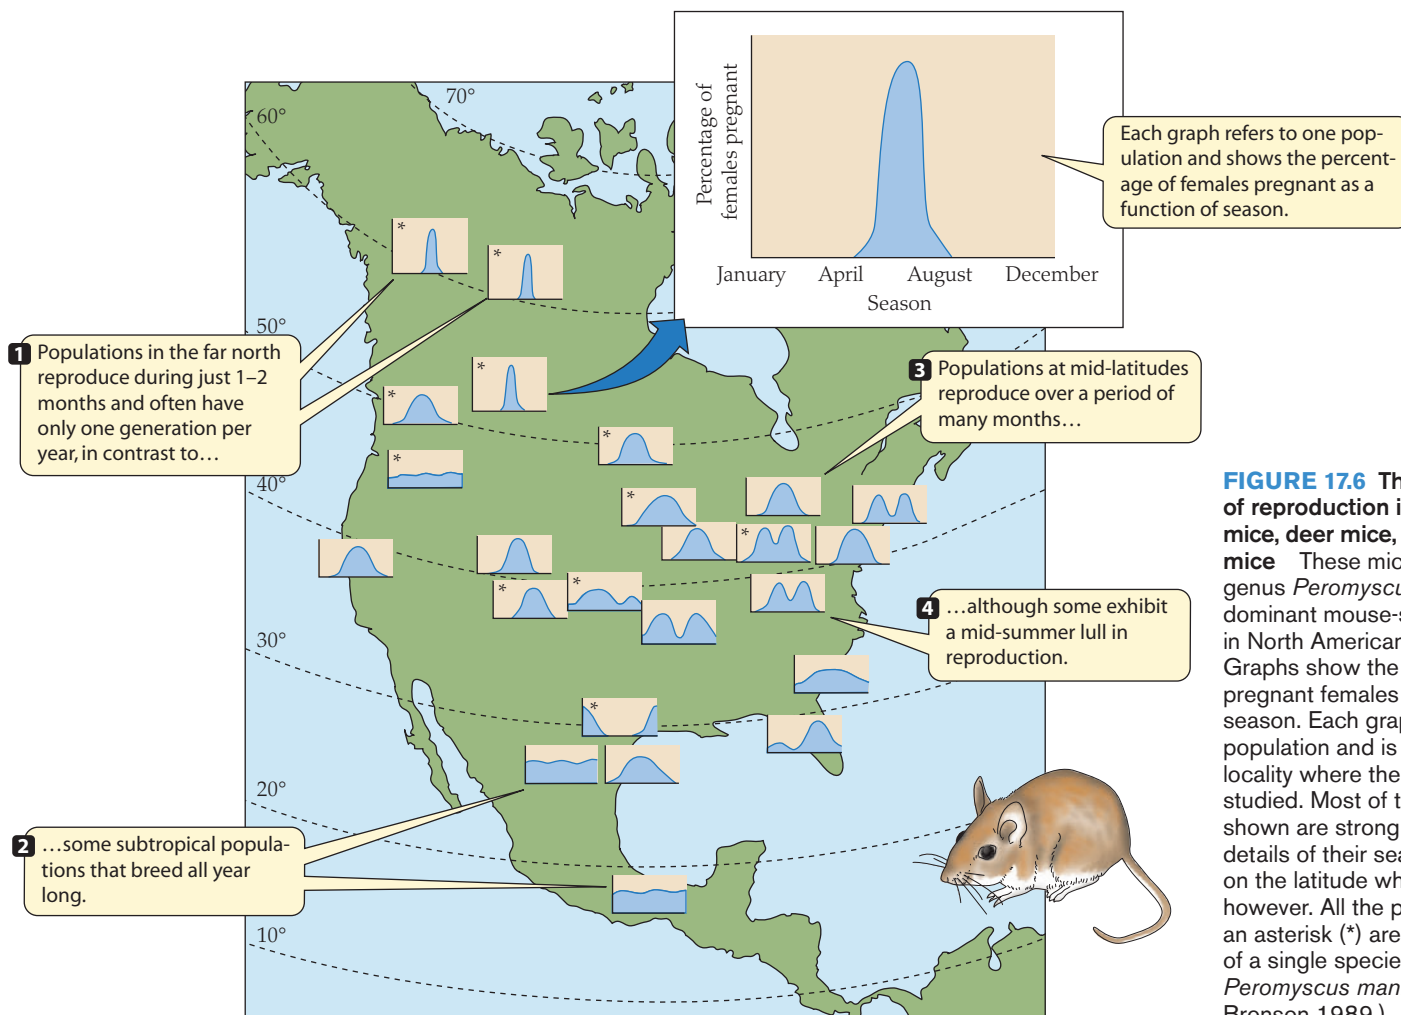 70°
60°
50°
40°
30°
20°
10°
Percentage of
females pregnant
January April August December
Season
Each graph refers to one pop-
ulation and shows the percent-
age of females pregnant as a
function of season.
1 Populations in the far north
reproduce during just 1–2
months and often have
only one generation per
year, in contrast to…
2 …some subtropical popula-
tions that breed all year
long.
3 Populations at mid-latitudes
reproduce over a period of
many months…
4 …although some exhibit
a mid-summer lull in
reproduction.
*
*
*
*
*
*
*
*
*
*
*
FIGURE 17.6 Th
of reproduction i
mice, deer mice,
mice These mic
genus Peromyscu
dominant mouse-s
in North American
Graphs show the
pregnant females
season. Each grap
population and is
locality where the
studied. Most of t
shown are strong
details of their sea
on the latitude wh
however. All the p
an asterisk (*) are
of a single specie
Peromyscus man
Bronson 1989.)